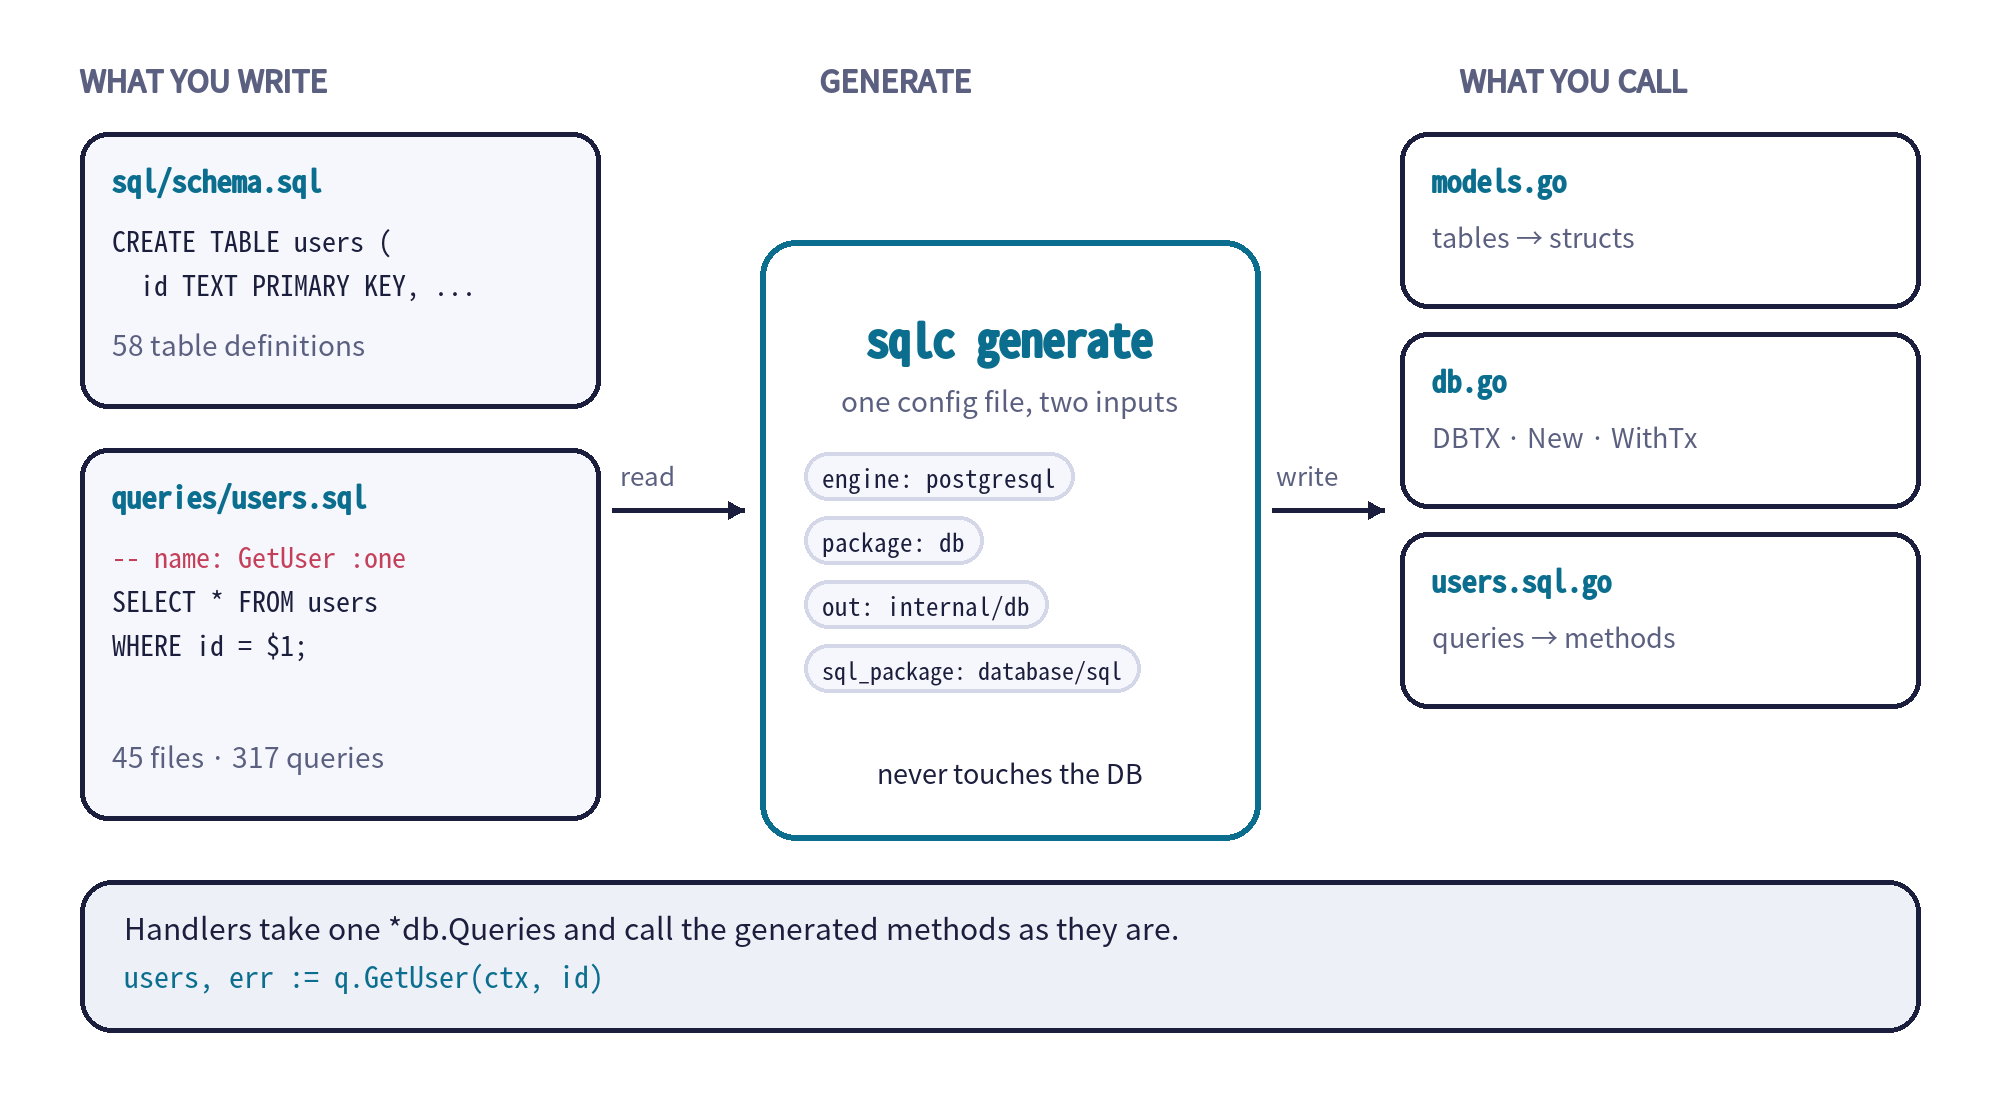 WHAT YOU WRITE
sql/schema.sql
CREATE TABLE users (
id TEXT PRIMARY KEY, ...
58 table definitions
queries/users.sql
-- name: GetUser :one
SELECT * FROM users
WHERE id = $1;
45 files · 317 queries
read
GENERATE
sqlc generate
one config file, two inputs
engine: postgresql
package: db
out: internal/db
sql_package: database/sql
never touches the DB
write
WHAT YOU CALL
models.go
tables → structs
db.go
DBTX · New · WithTx
users.sql.go
queries → methods
Handlers take one *db.Queries and call the generated methods as they are.
users, err := q.GetUser(ctx, id)